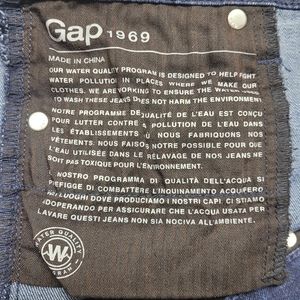 Gap 1969
MADE IN CHINA
OUR WATER QUALITY PROGRAM IS DESIGNED TO HELP FIGHT
WATER POLLUTION IN PLACES WHERE WE MAKE OUR
CLOTHES. WE ARE WORKING TO ENSURE THE WATER USED
TO WASH THESE JEANS DOES NOT HARM THE ENVIRONMENT.
NOTRE PROGRAMME DE QUALITÉ DE L'EAU EST CONÇU
POUR LUTTER CONTRE LA POLLUTION DE L'EAU DANS
LES ÉTABLISSEMENTS OÙ NOUS FABRIQUONS NOS
VÊTEMENTS. NOUS FAISONS NOTRE POSSIBLE POUR QUE
L'EAU UTILISÉE DANS LE DÉLAVAGE DE NOS JEANS NE
SOIT PAS TOXIQUE POUR L'ENVIRONNEMENT.
NOSTRO PROGRAMMA DI QUALITÀ DELL'ACQUA SI
PREFIGGE DI COMBATTERE L'INQUINAMENTO ACQUIFERO
LUOGHI DOVE PRODUCIAMO I NOSTRI CAPI. CI STIAMO
ADOPERANDO PER ASSICURARE CHE L'ACQUA USATA PER
LAVARE QUESTI JEANS NON SIA NOCIVA ALL'AMBIENTE.
WATER QUALITY
W